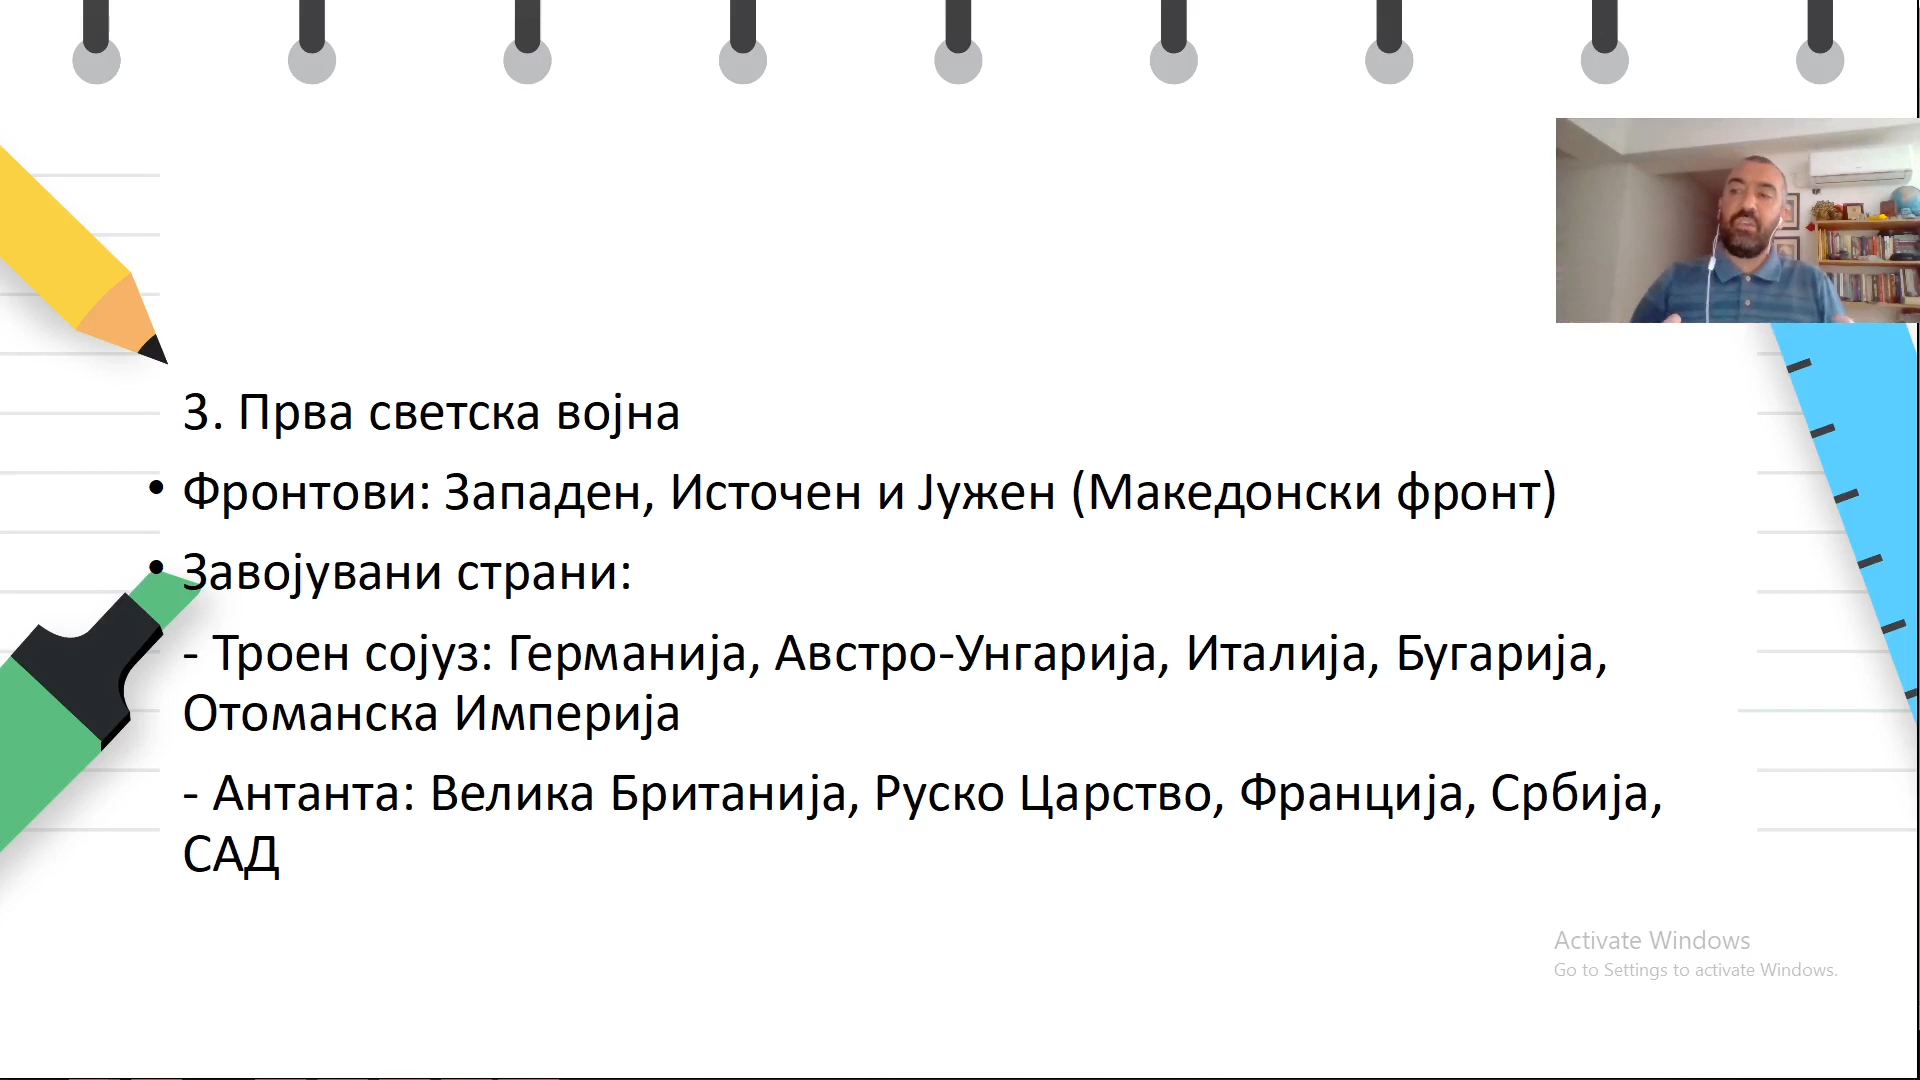 3. Прва светска војна
• Фронтови: Западен, Источен и Јужен (Македонски фронт)
• Завојувани страни:
- Троен сојуз: Германија, Австро-Унгарија, Италија, Бугарија,
Отоманска Империја
- Антанта: Велика Британија, Руско Царство, Франција, Србија,
САД
Activate Windows
Go to Settings to activate Windows.